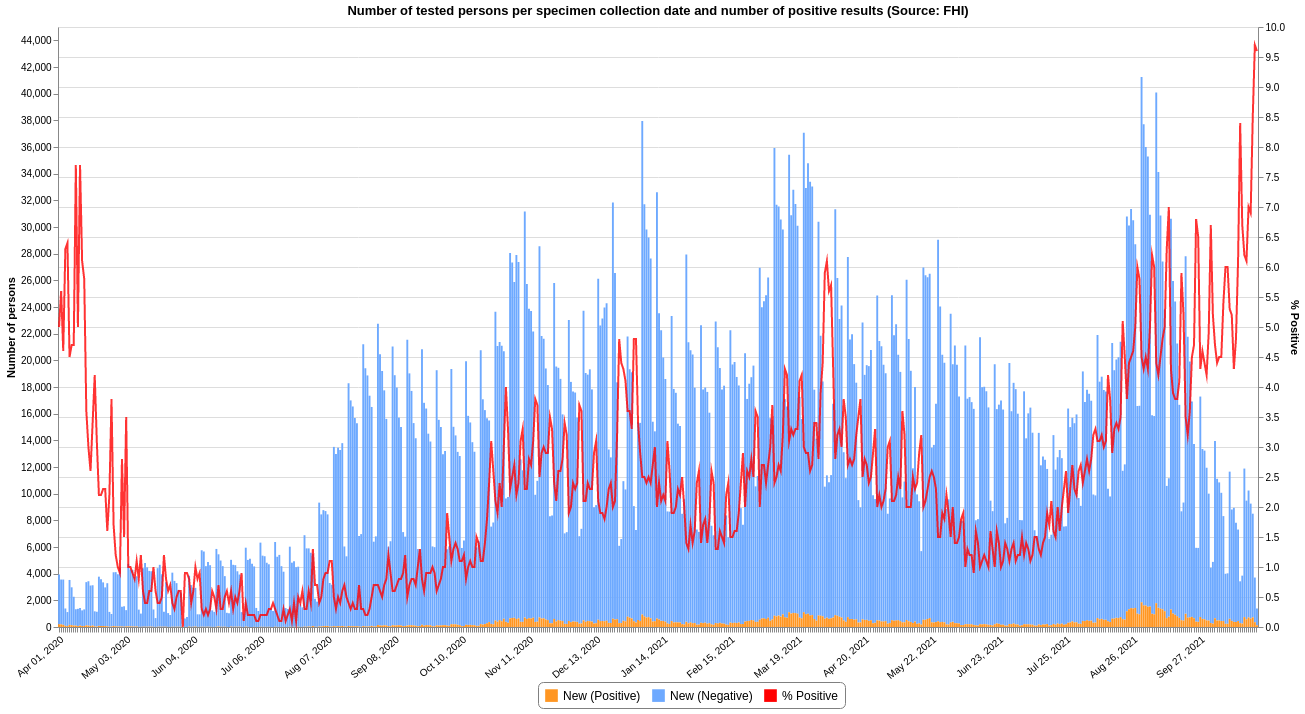 Number of tested persons per specimen collection date and number of positive results (Source: FHI)
10.0
44,000
9.5
42,000
9.0
40,000
8.5
38,000
8.0
36,000
7.5
34,000
7.0
32,000
6.5
30,000
6.0
28,000
5.5
26,000
5.0
24,000
4.5
22,000
4.0
20,000
3.5
18,000
3.0
16,000
2.5
14,000
2.0
12,000
1.5
10,000
1.0
8,000
0.5
6,000
0.0
4,000
2,000
0
Number of persons
% Positive
Apr 01, 2020
May 03, 2020
Jun 04, 2020
Jul 06, 2020
Aug 07, 2020
Sep 08, 2020
Oct 10, 2020
Nov 11, 2020
Dec 13, 2020
Jan 14, 2021
Feb 15, 2021
Mar 19, 2021
Apr 20, 2021
May 22, 2021
Jun 23, 2021
Jul 25, 2021
Aug 26, 2021
Sep 27, 2021
New (Positive) New (Negative) % Positive